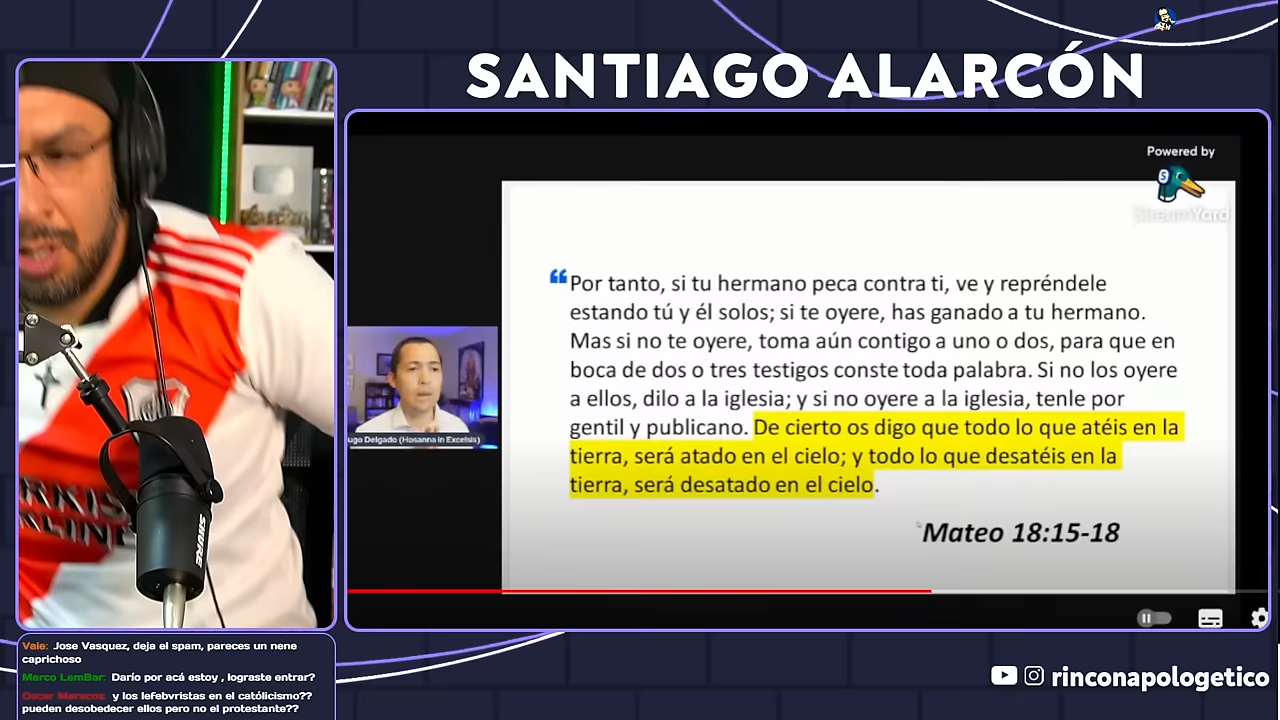 SANTIAGO ALARCÓN
Powered by
StreamYard
“Por tanto, si tu hermano peca contra ti, ve y repréndele
estando tú y él solos; si te oyere, has ganado a tu hermano.
Mas si no te oyere, toma aún contigo a uno o dos, para que en
boca de dos o tres testigos conste toda palabra. Si no los oyere
a ellos, dilo a la iglesia; y si no oyere a la iglesia, tenle por
gentil y publicano. De cierto os digo que todo lo que atéis en la
tierra, será atado en el cielo; y todo lo que desatéis en la
tierra, será desatado en el cielo.
Mateo 18:15-18
ugo Delgado (Hosanna in Excelsis)
SHURE
Vale: Jose Vasquez, deja el spam, pareces un nene
caprichoso
Marco LemBar: Darío por acá estoy , lograste entrar?
Oscar Marscos: y los lefebvristas en el católicismo??
pueden desobedecer ellos pero no el protestante??
rinconapologetico